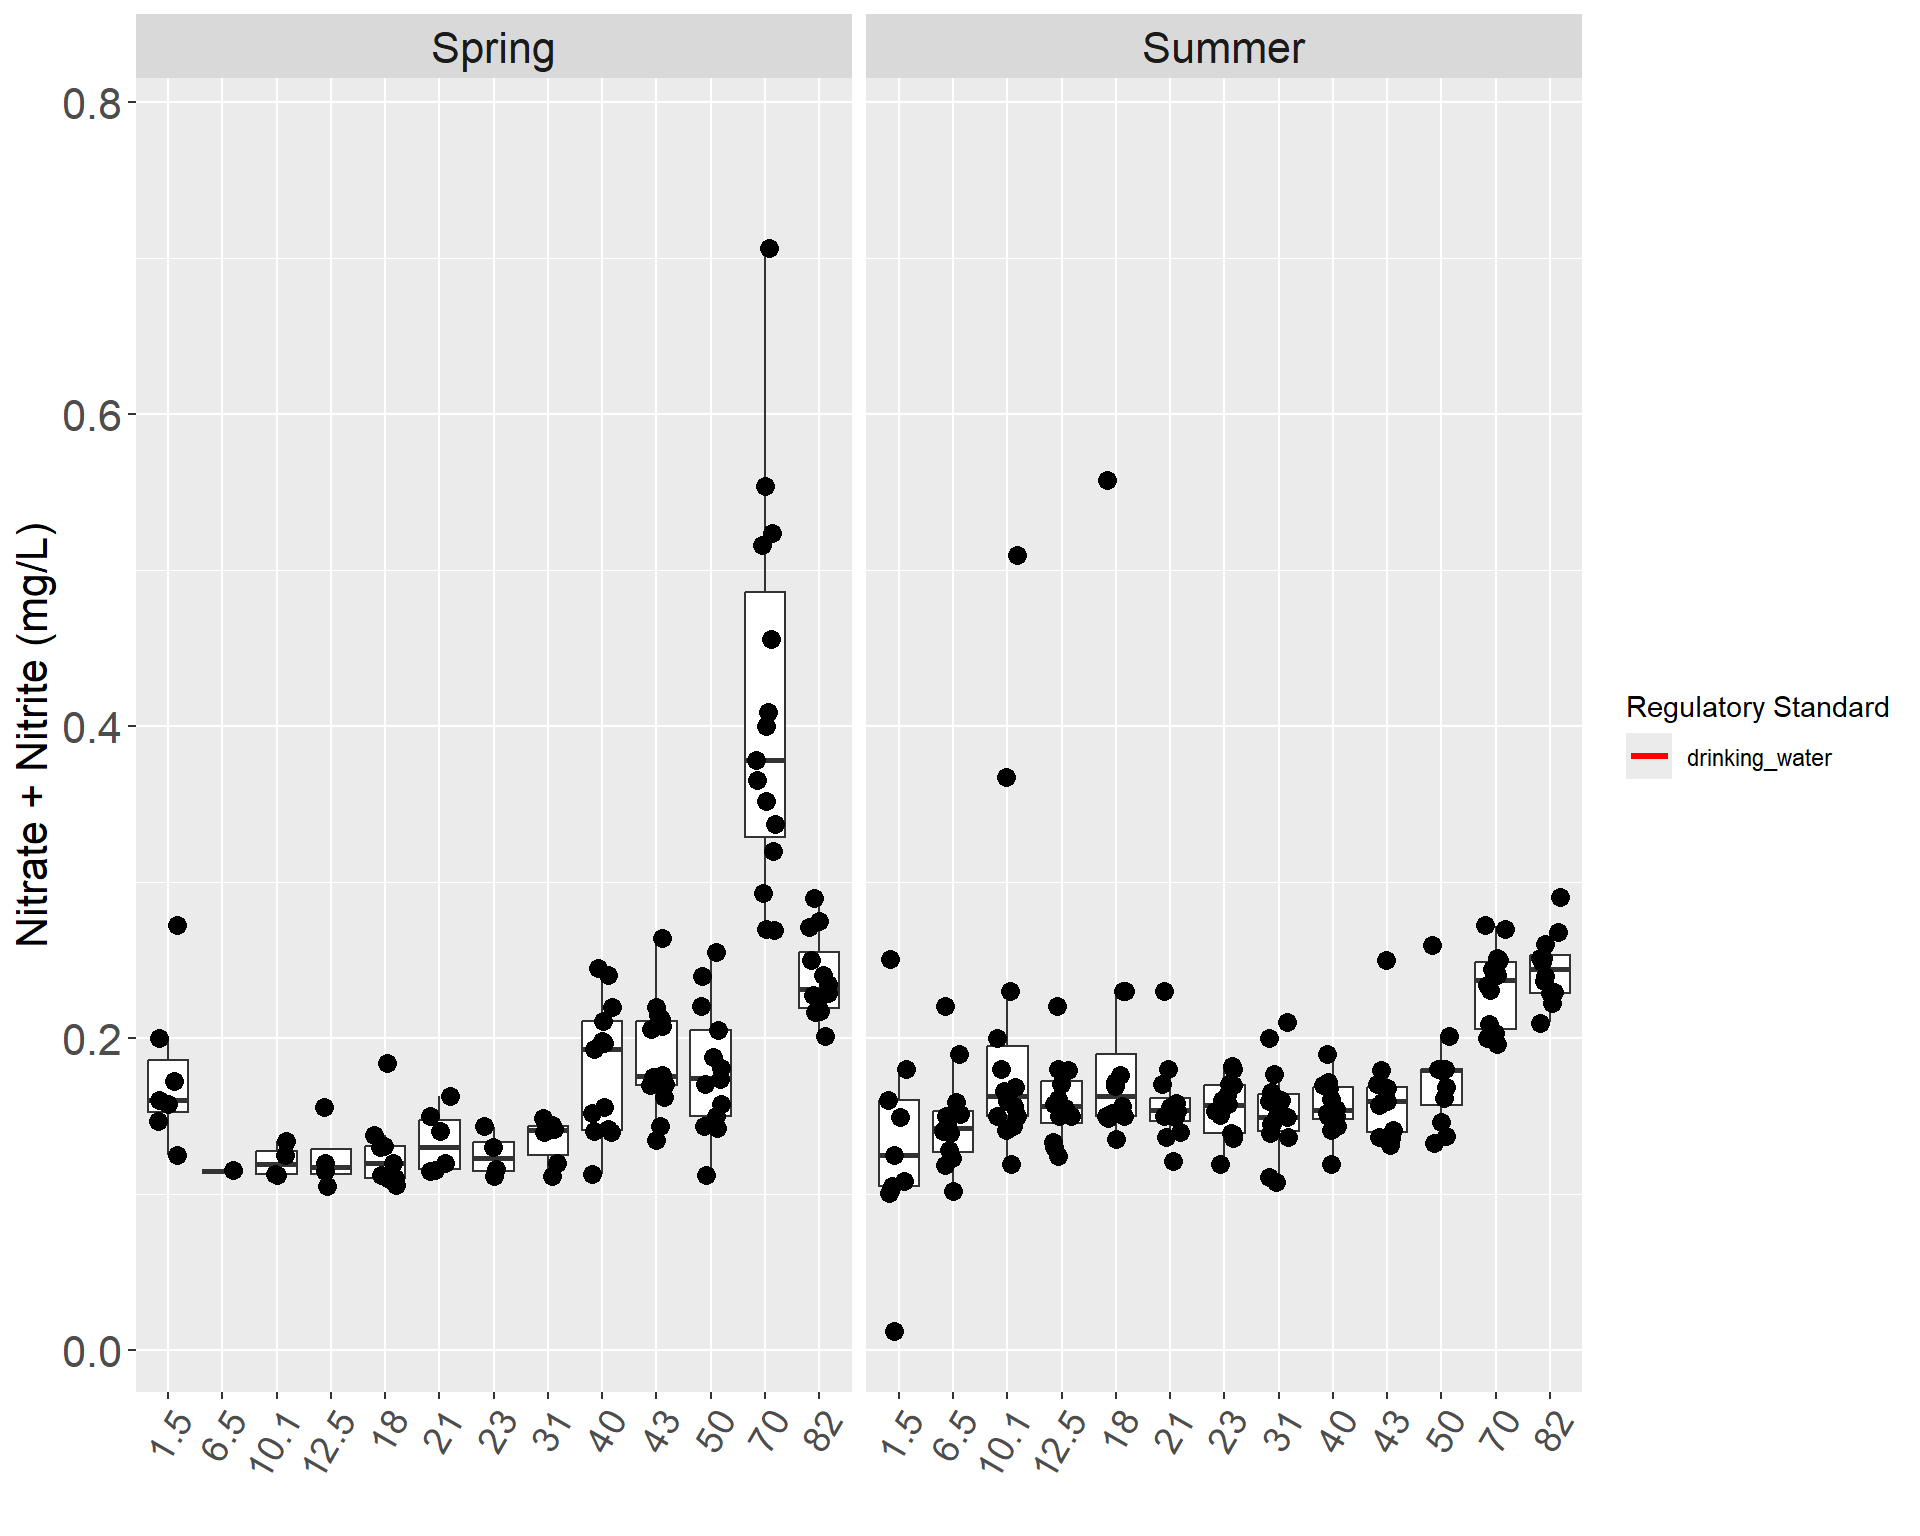 Spring
Summer
Nitrate + Nitrite (mg/L)
0.8
0.6
0.4
0.2
0.0
1.5 6.5 10.1 12.5 18 21 23 31 40 43 50 70 82
1.5 6.5 10.1 12.5 18 21 23 31 40 43 50 70 82
Regulatory Standard
drinking_water